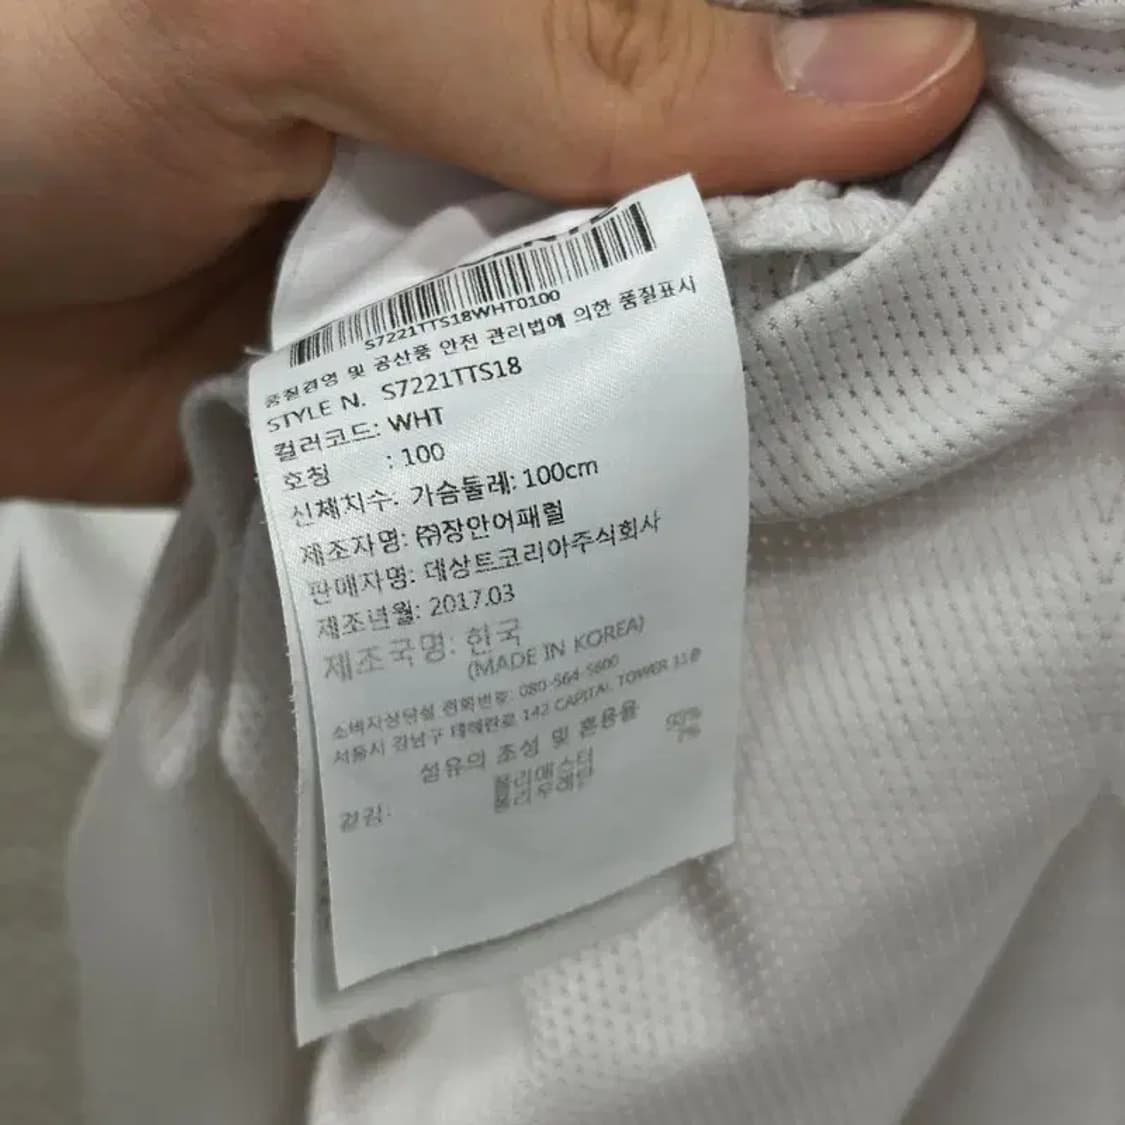 S7221TTS18WHT0100
품질경영 및 공산품 안전 관리법에 의한 품질표시
STYLE N. S7221TTS18
컬러코드: WHT
호칭 : 100
신체치수: 가슴둘레: 100cm
제조자명: ㈜장안어패럴
판매자명: 데상트코리아주식회사
제조년월: 2017.03
제조국명: 한국
(MADE IN KOREA)
소비자상담실 전화번호: 080-564-5600
서울시 강남구 테헤란로 142 CAPITAL TOWER 11층
섬유의 조성 및 혼용율
겉감: 폴리에스터 93%
폴리우레탄 7%